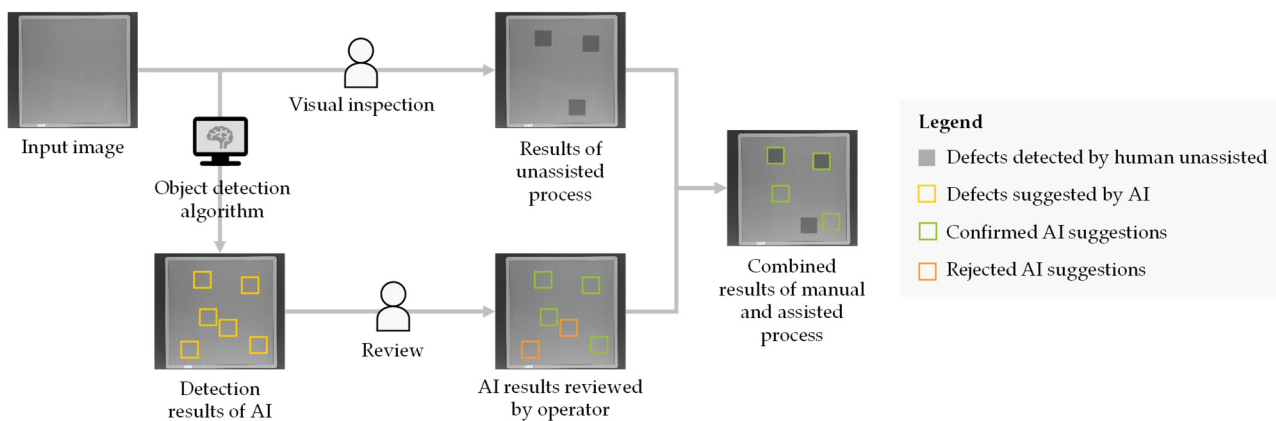 Input image
Visual inspection
Object detection
algorithm
Results of
unassisted
process
Detection
results of AI
Review
AI results reviewed
by operator
Combined
results of manual
and assisted
process
Legend
Defects detected by human unassisted
Defects suggested by AI
Confirmed AI suggestions
Rejected AI suggestions